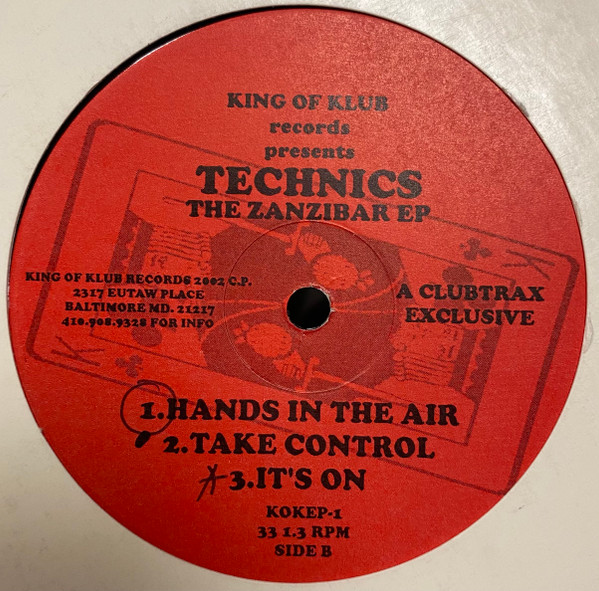 KING OF KLUB
records
presents
TECHNICS
THE ZANZIBAR EP
KING OF KLUB RECORDS 2002 C.P.
2317 EUTAW PLACE
BALTIMORE MD. 21217
410.908.9328 FOR INFO
A CLUBTRAX
EXCLUSIVE
1.HANDS IN THE AIR
2.TAKE CONTROL
3.IT'S ON
KOKEP-1
33 1.3 RPM
SIDE B
K
K